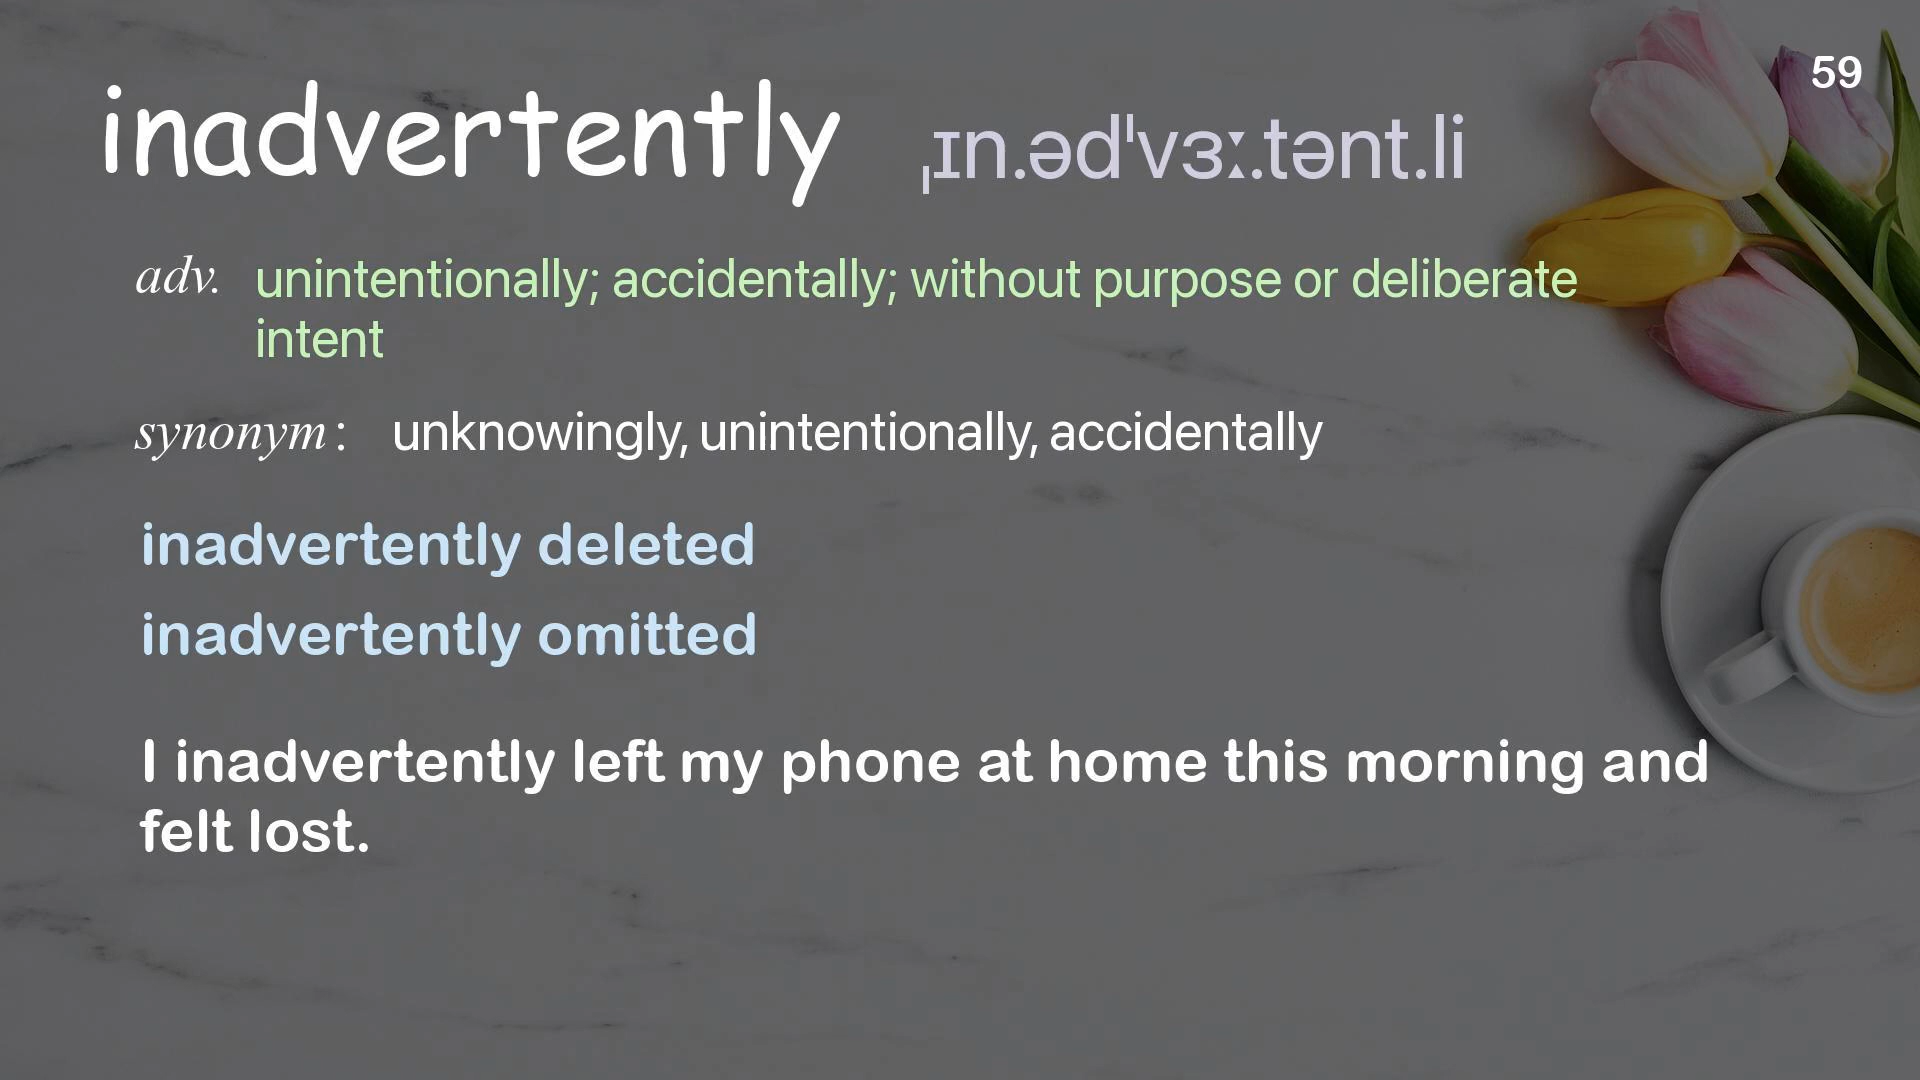 59
inadvertently ˌɪn.ədˈvɜː.tənt.li
adv. unintentionally; accidentally; without purpose or deliberate
intent
synonym: unknowingly, unintentionally, accidentally
inadvertently deleted
inadvertently omitted
I inadvertently left my phone at home this morning and
felt lost.